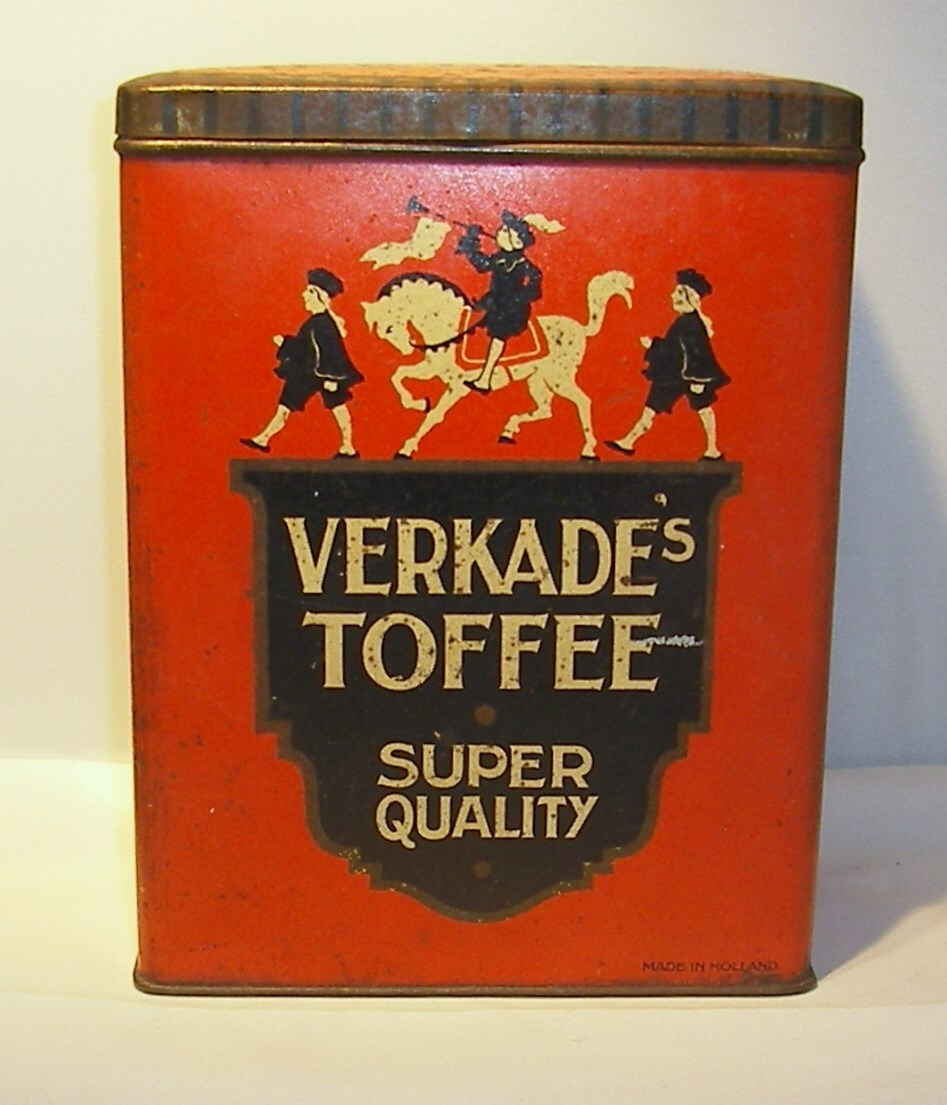 VERKADE'S
TOFFEE
SUPER
QUALITY
MADE IN HOLLAND